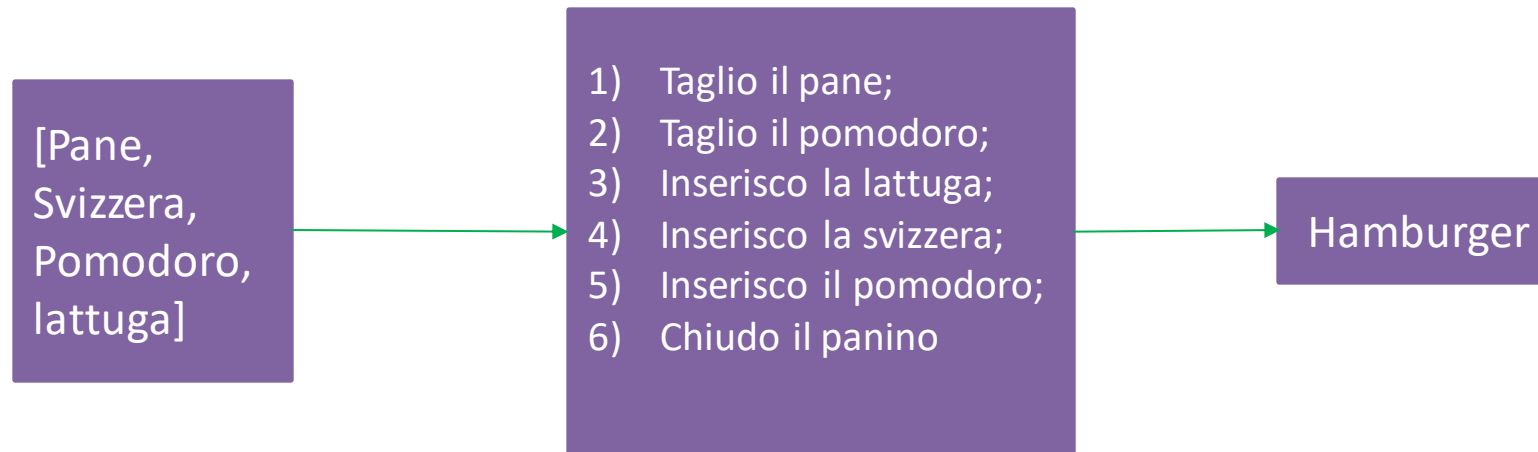 [Pane,
Svizzera,
Pomodoro,
lattuga]
1) Taglio il pane;
2) Taglio il pomodoro;
3) Inserisco la lattuga;
4) Inserisco la svizzera;
5) Inserisco il pomodoro;
6) Chiudo il panino
Hamburger